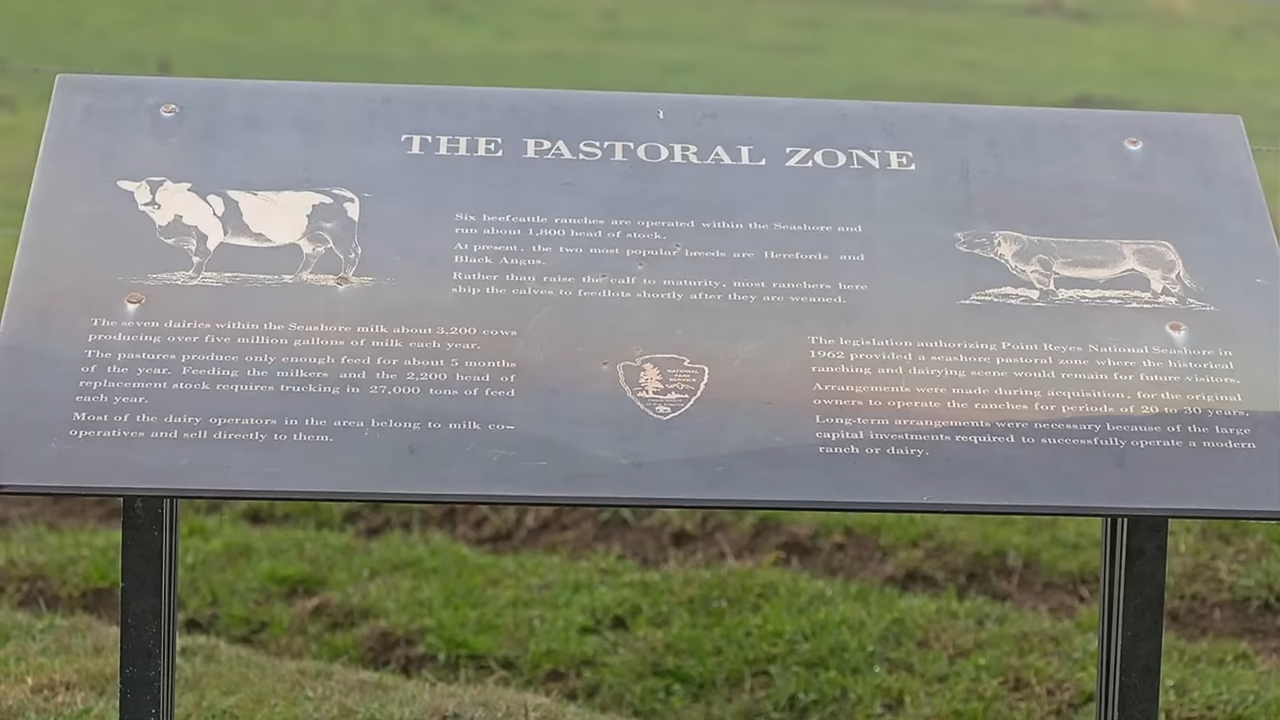 THE PASTORAL ZONE
Six beefcattle ranches are operated within the Seashore and
run about 1,800 head of stock.
At present, the two most popular breeds are Herefords and
Black Angus.
Rather than raise the calf to maturity, most ranchers here
ship the calves to feedlots shortly after they are weaned.
The seven dairies within the Seashore milk about 3,200 cows
producing over five million gallons of milk each year.
The pastures produce only enough feed for about 5 months
of the year. Feeding the milkers and the 2,200 head of
replacement stock requires trucking in 27,000 tons of feed
each year.
Most of the dairy operators in the area belong to milk co-
operatives and sell directly to them.
NATIONAL
PARK
SERVICE
Department
of the Interior
The legislation authorizing Point Reyes National Seashore in
1962 provided a seashore pastoral zone where the historical
ranching and dairying scene would remain for future visitors.
Arrangements were made during acquisition, for the original
owners to operate the ranches for periods of 20 to 30 years.
Long-term arrangements were necessary because of the large
capital investments required to successfully operate a modern
ranch or dairy.